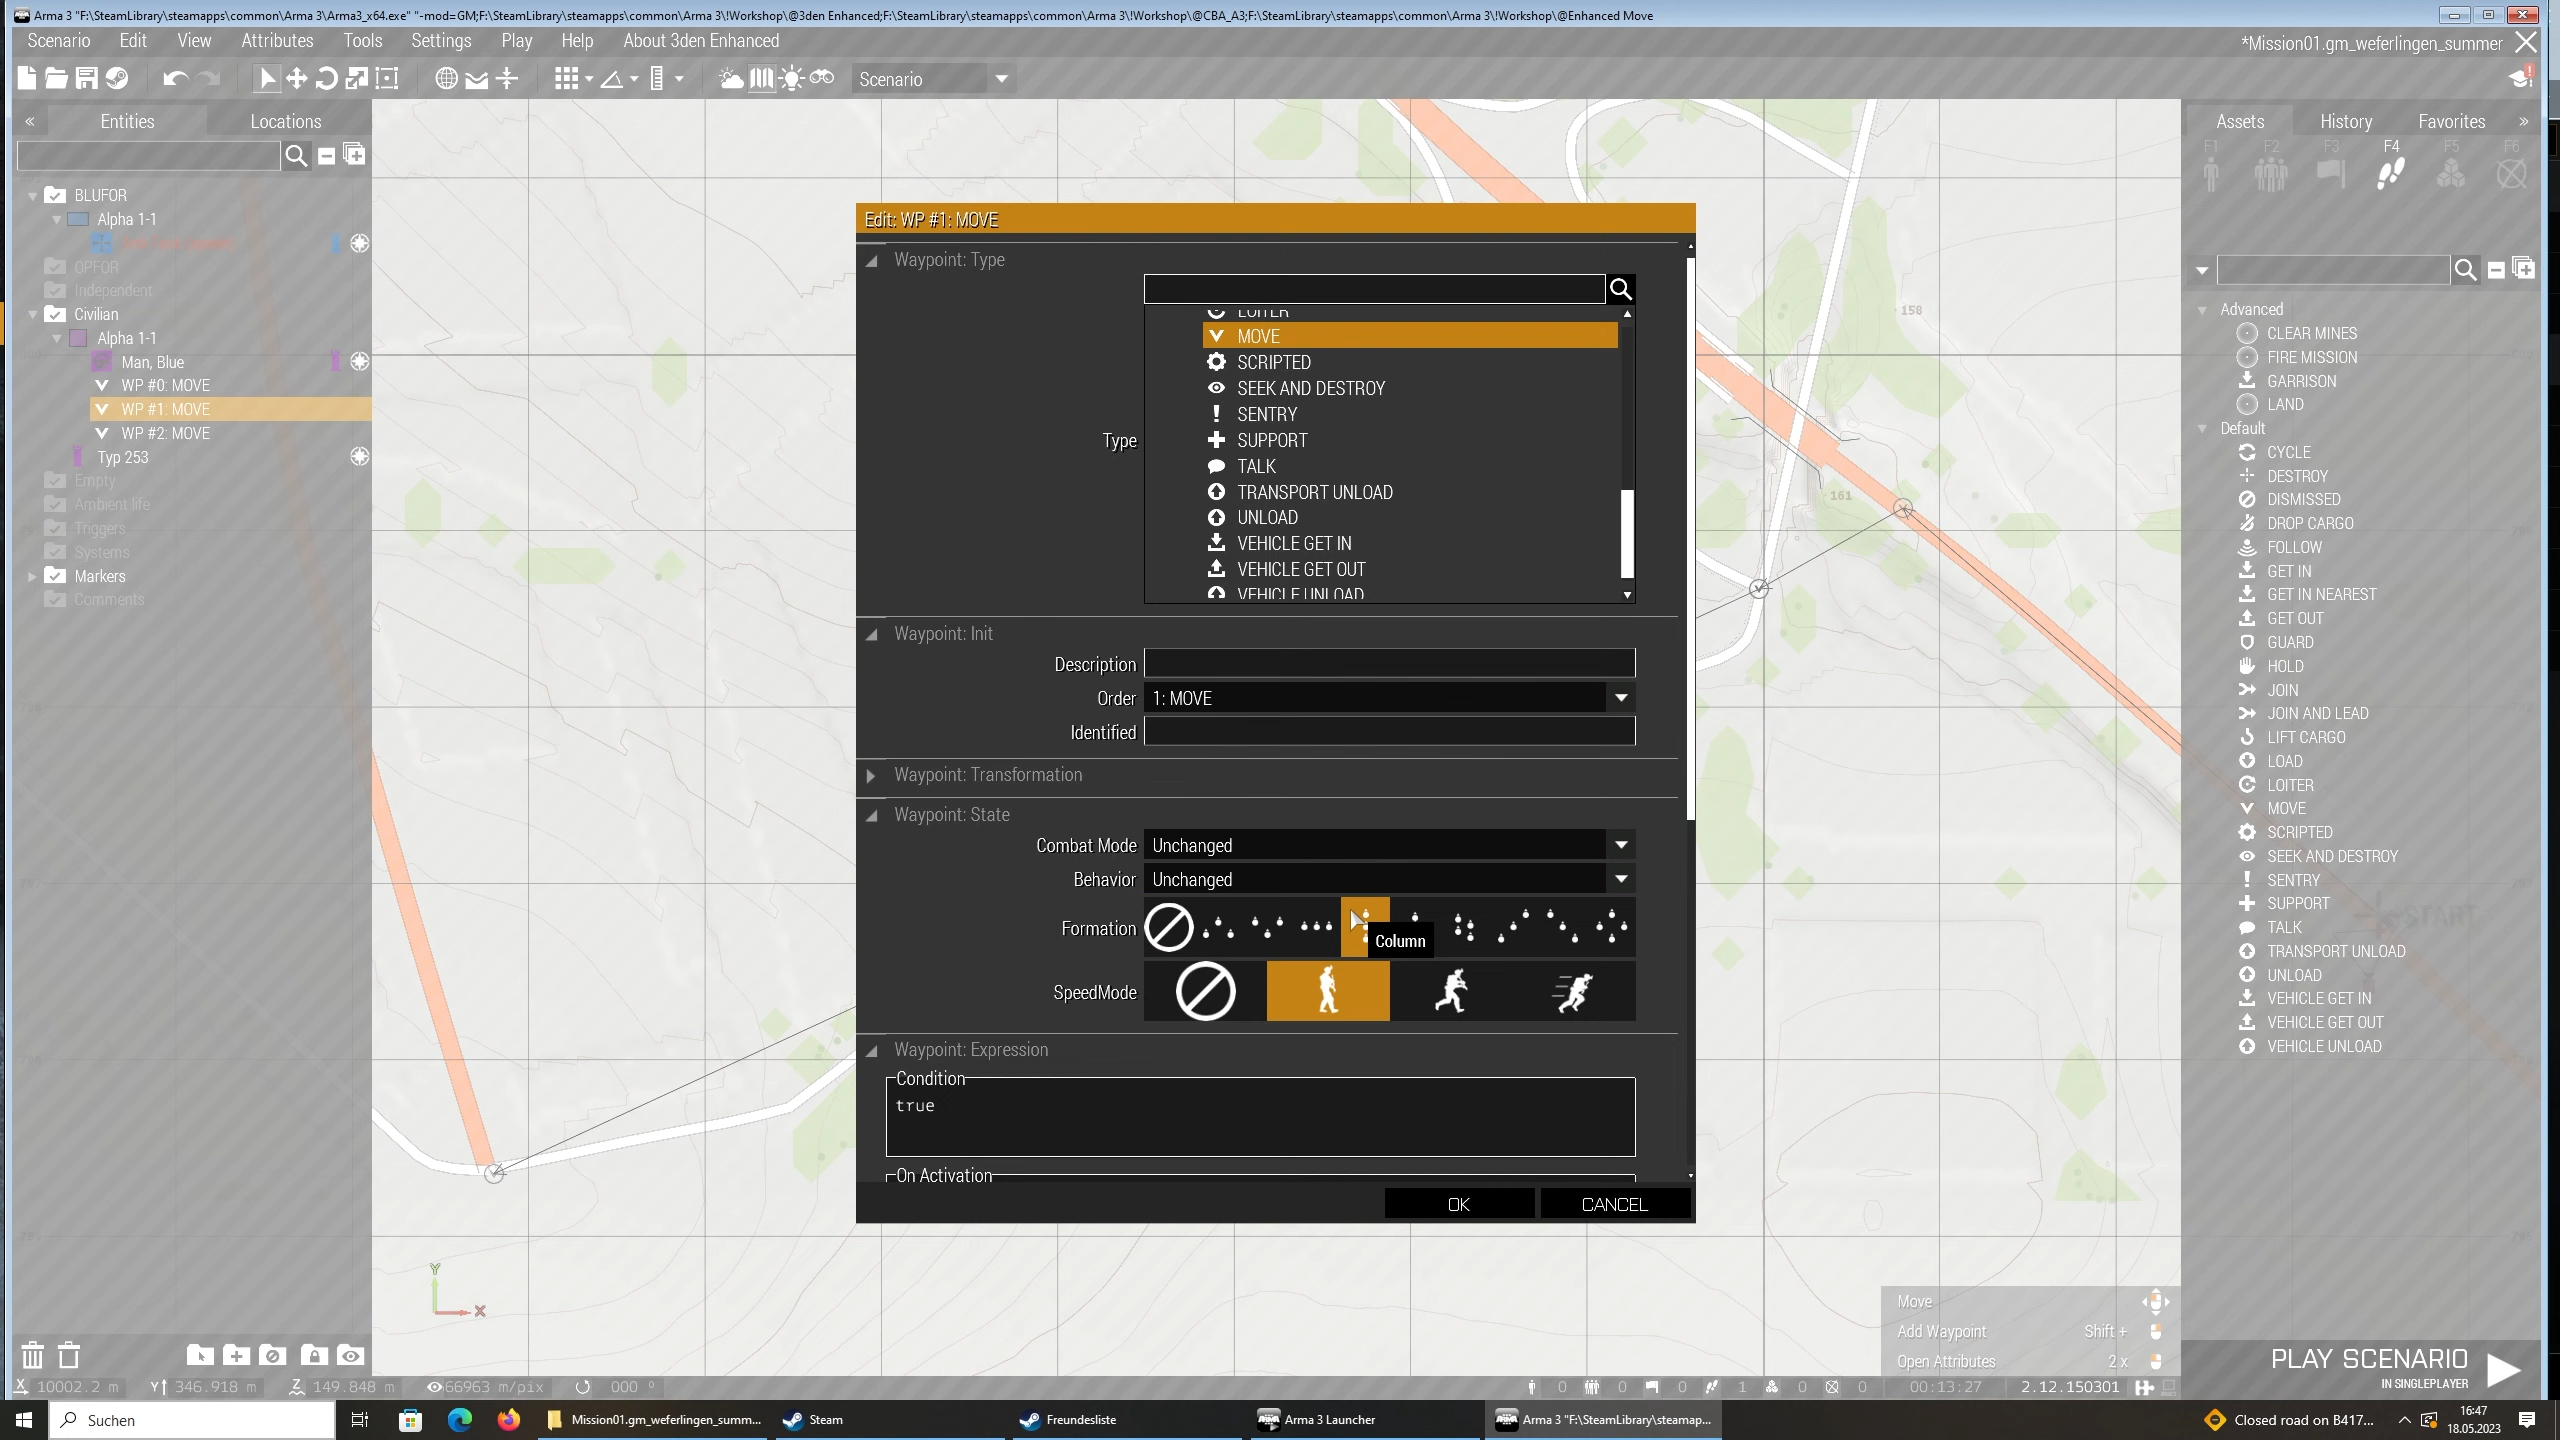 Arma 3 "F:\SteamLibrary\steamapps\common\Arma 3\Arma3_x64.exe" "-mod=GM;F:\SteamLibrary\steamapps\common\Arma 3\!Workshop\@3den Enhanced;F:\SteamLibrary\steamapps\common\Arma 3\!Workshop\@CBA_A3;F:\SteamLibrary\steamapps\common\Arma 3\!Workshop\@Enhanced Move
Scenario Edit View Attributes Tools Settings Play Help About 3den Enhanced
*Mission01.gm_weferlingen_summer
Scenario
Entities Locations
BLUFOR
Alpha 1-1
OPFOR
Independent
Civilian
Alpha 1-1
Man, Blue
WP #0: MOVE
WP #1: MOVE
WP #2: MOVE
Typ 253
Empty
Ambient life
Triggers
Systems
Markers
Comments
158
161
START
Edit: WP #1: MOVE
Waypoint: Type
Type
LOITER
MOVE
SCRIPTED
SEEK AND DESTROY
SENTRY
SUPPORT
TALK
TRANSPORT UNLOAD
UNLOAD
VEHICLE GET IN
VEHICLE GET OUT
VEHICLE UNLOAD
Waypoint: Init
Description
Order 1: MOVE
Identified
Waypoint: Transformation
Waypoint: State
Combat Mode Unchanged
Behavior Unchanged
Formation
Column
SpeedMode
Waypoint: Expression
Condition
true
On Activation
OK CANCEL
Assets History Favorites
F1 F2 F3 F4 F5 F6
Advanced
CLEAR MINES
FIRE MISSION
GARRISON
LAND
Default
CYCLE
DESTROY
DISMISSED
DROP CARGO
FOLLOW
GET IN
GET IN NEAREST
GET OUT
GUARD
HOLD
JOIN
JOIN AND LEAD
LIFT CARGO
LOAD
LOITER
MOVE
SCRIPTED
SEEK AND DESTROY
SENTRY
SUPPORT
TALK
TRANSPORT UNLOAD
UNLOAD
VEHICLE GET IN
VEHICLE GET OUT
VEHICLE UNLOAD
Y
X
Move
Add Waypoint Shift +
Open Attributes 2 x
PLAY SCENARIO
IN SINGLEPLAYER
X 10002.2 m Y 346.918 m Z 149.848 m 66963 m/pix 000 °
0 0 0 1 0 0 00:13:27 2.12.150301
Suchen
Mission01.gm_weferlingen_summ...
Steam
Freundesliste
Arma 3 Launcher
Arma 3 "F:\SteamLibrary\steamap...
Closed road on B417...
16:47
18.05.2023